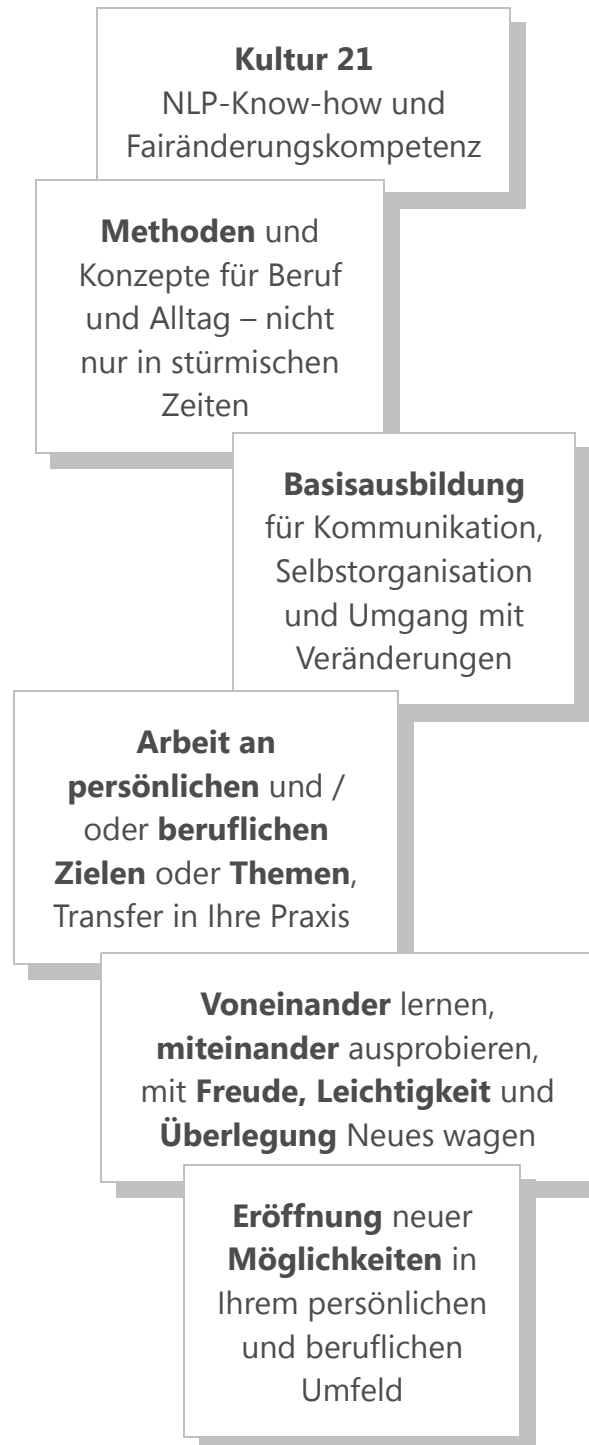 Kultur 21
NLP-Know-how und
Fairänderungskompetenz
Methoden und
Konzepte für Beruf
und Alltag – nicht
nur in stürmischen
Zeiten
Basisausbildung
für Kommunikation,
Selbstorganisation
und Umgang mit
Veränderungen
Arbeit an
persönlichen und /
oder beruflichen
Zielen oder Themen,
Transfer in Ihre Praxis
Voneinander lernen,
miteinander ausprobieren,
mit Freude, Leichtigkeit und
Überlegung Neues wagen
Eröffnung neuer
Möglichkeiten in
Ihrem persönlichen
und beruflichen
Umfeld